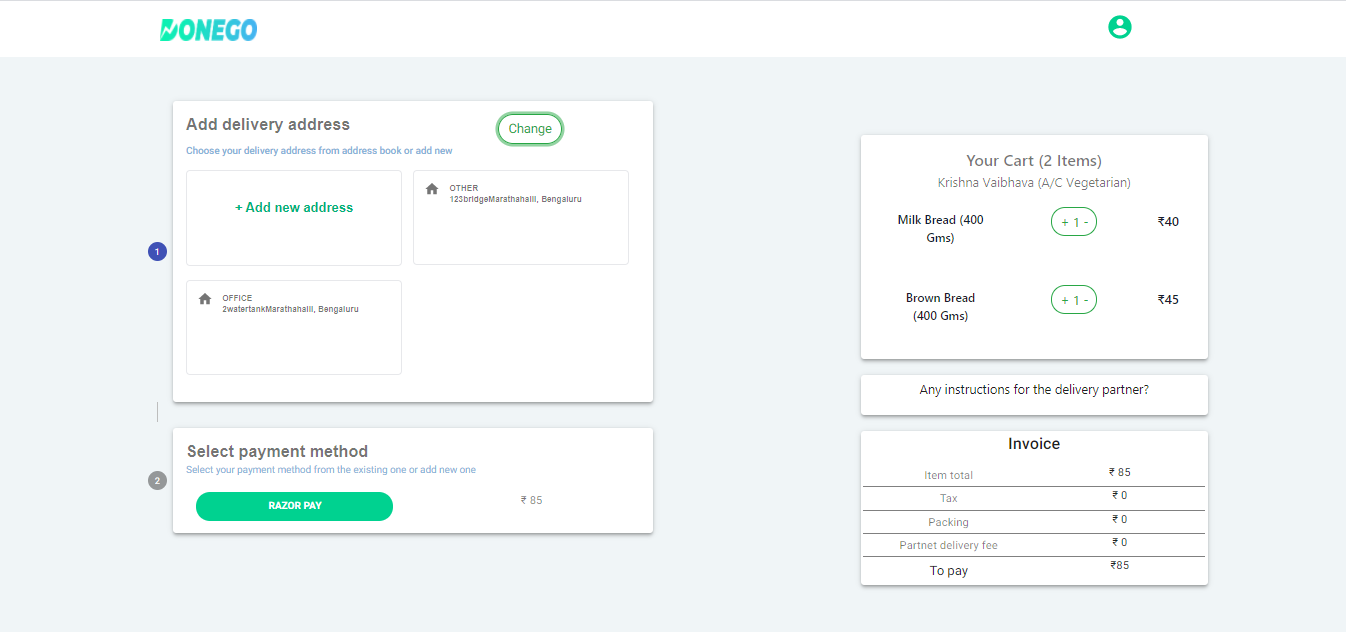 DONEGO
Add delivery address
Change
Choose your delivery address from address book or add new
+ Add new address
OTHER
123bridgeMarathahalli, Bengaluru
1
OFFICE
2watertankMarathahalli, Bengaluru
Select payment method
Select your payment method from the existing one or add new one
2
RAZOR PAY
₹ 85
Your Cart (2 Items)
Krishna Vaibhava (A/C Vegetarian)
Milk Bread (400
Gms)
+ 1 -
₹40
Brown Bread
(400 Gms)
+ 1 -
₹45
Any instructions for the delivery partner?
Invoice
Item total ₹ 85
Tax ₹ 0
Packing ₹ 0
Partnet delivery fee ₹ 0
To pay ₹85